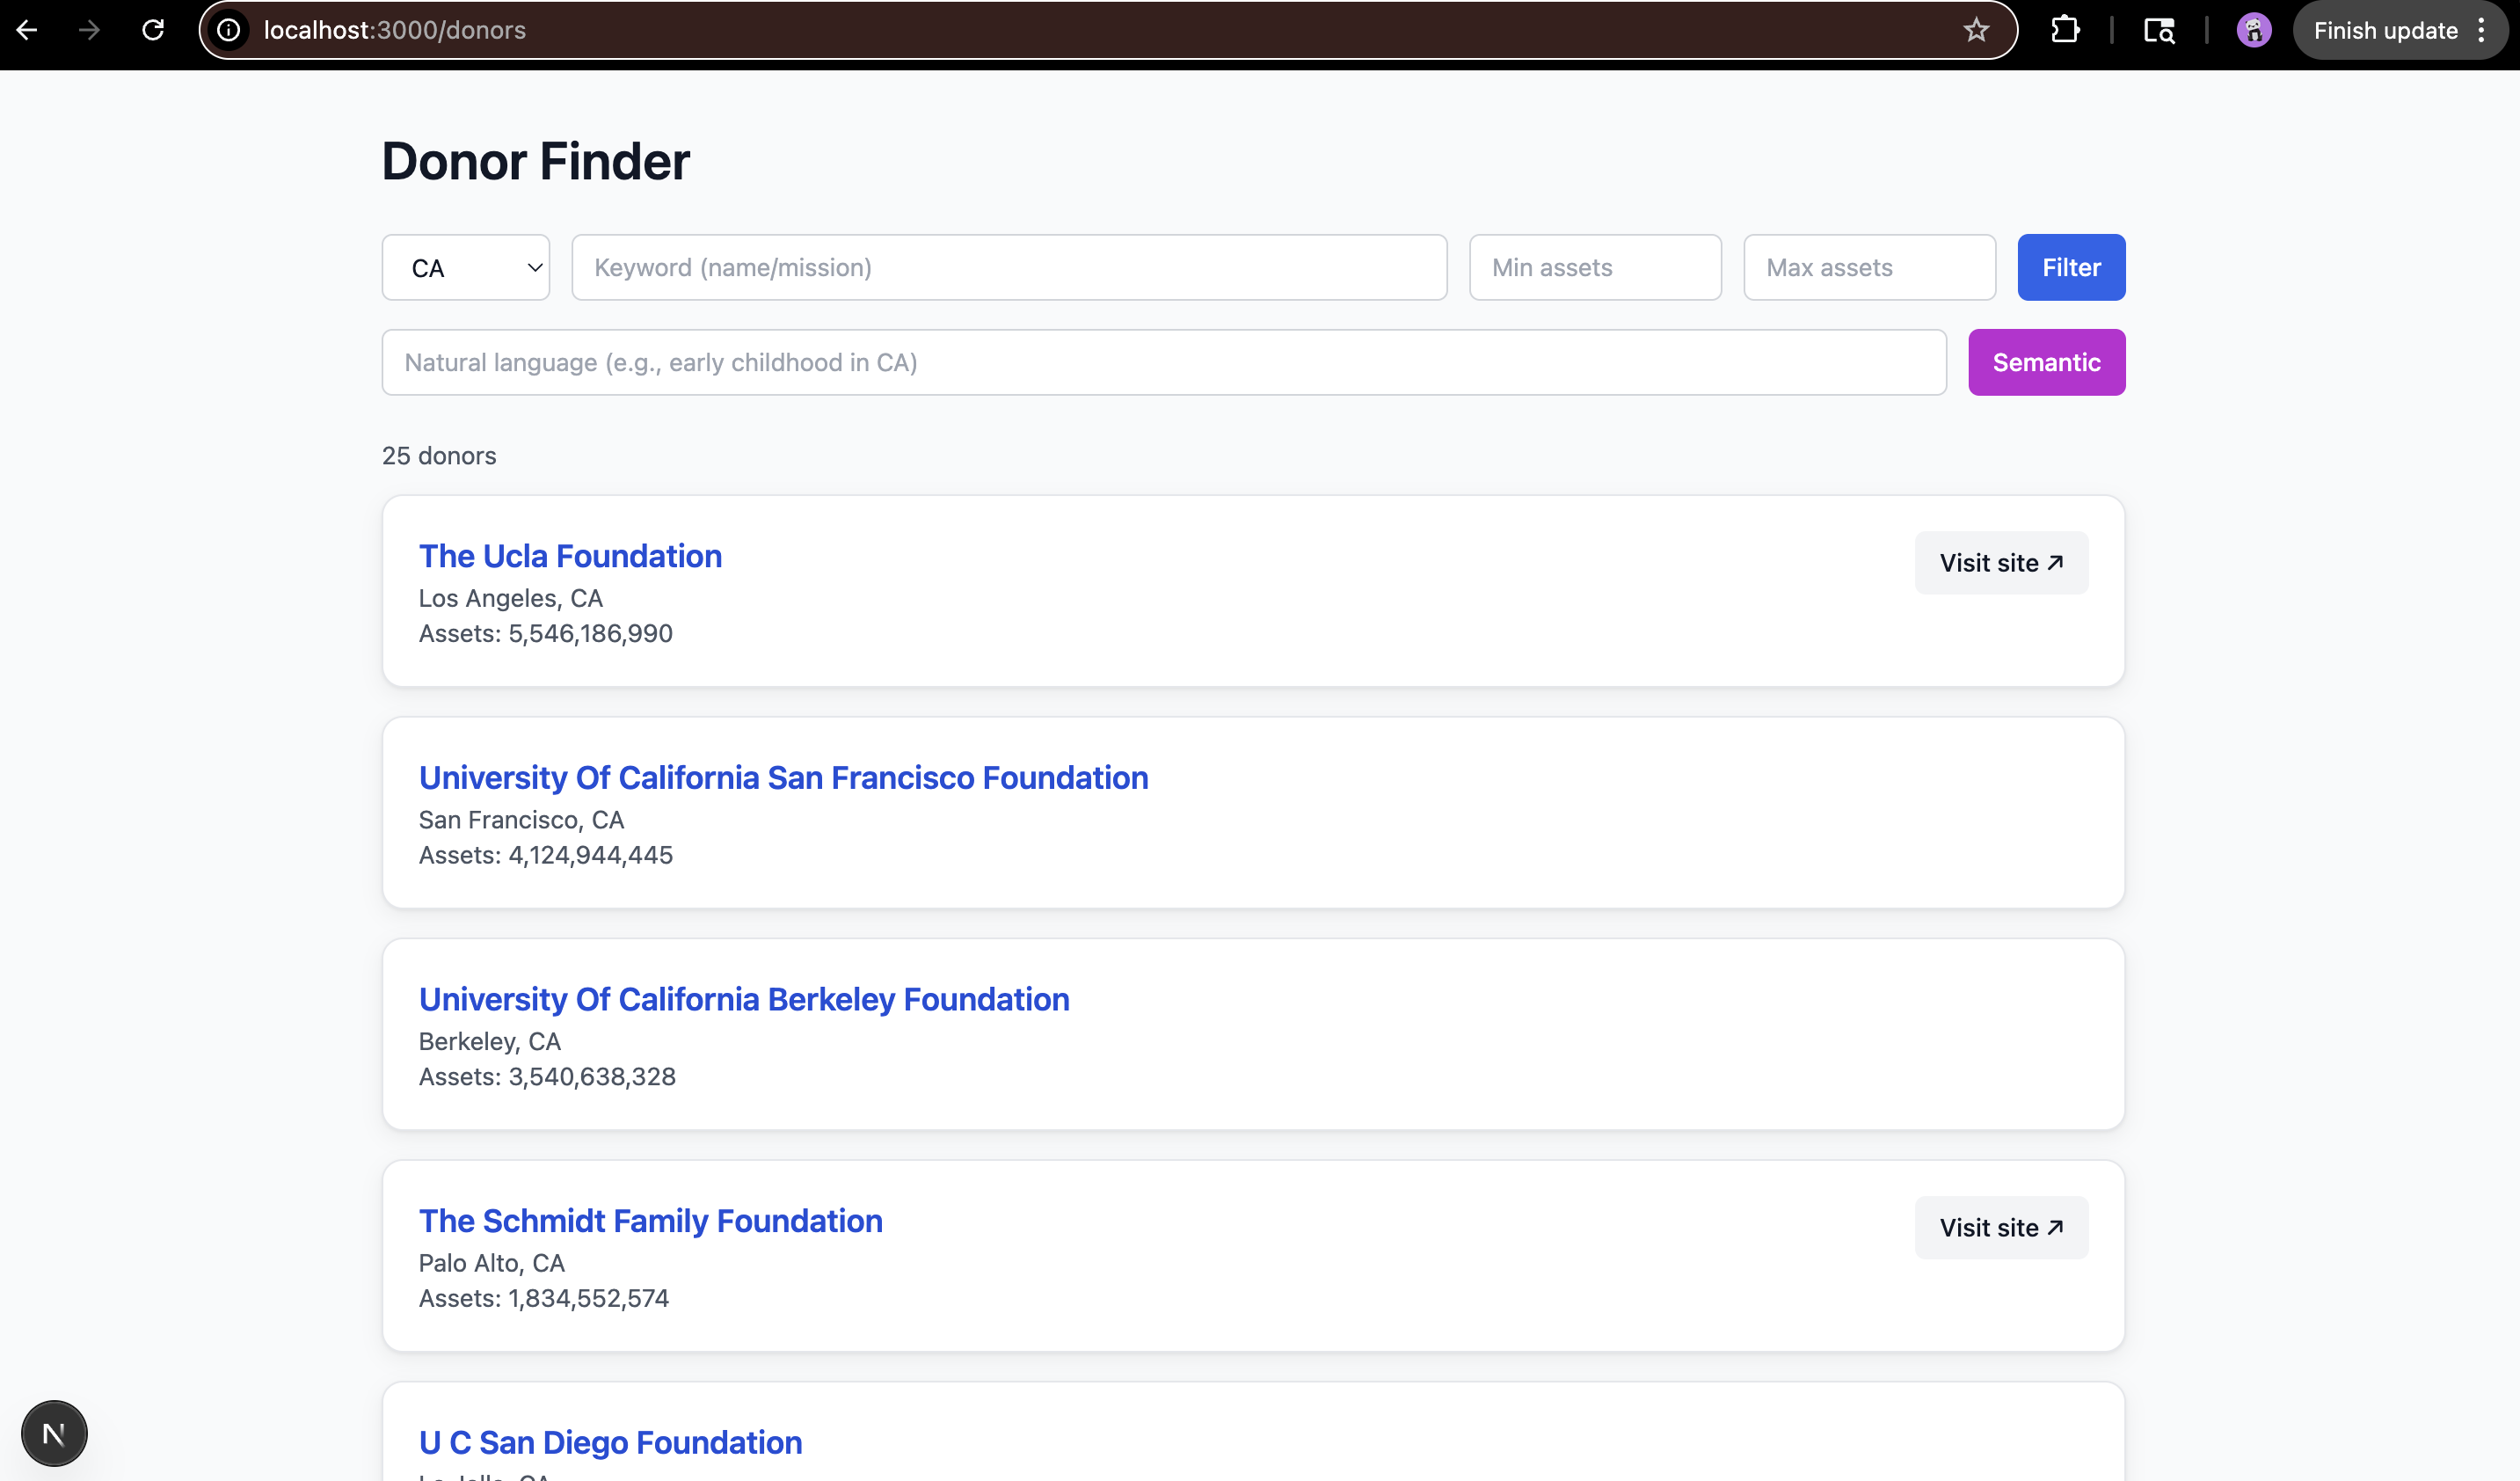 localhost:3000/donors
Finish update
Donor Finder
CA
Keyword (name/mission)
Min assets
Max assets
Filter
Natural language (e.g., early childhood in CA)
Semantic
25 donors
The Ucla Foundation
Visit site ↗
Los Angeles, CA
Assets: 5,546,186,990
University Of California San Francisco Foundation
San Francisco, CA
Assets: 4,124,944,445
University Of California Berkeley Foundation
Berkeley, CA
Assets: 3,540,638,328
The Schmidt Family Foundation
Visit site ↗
Palo Alto, CA
Assets: 1,834,552,574
U C San Diego Foundation
N